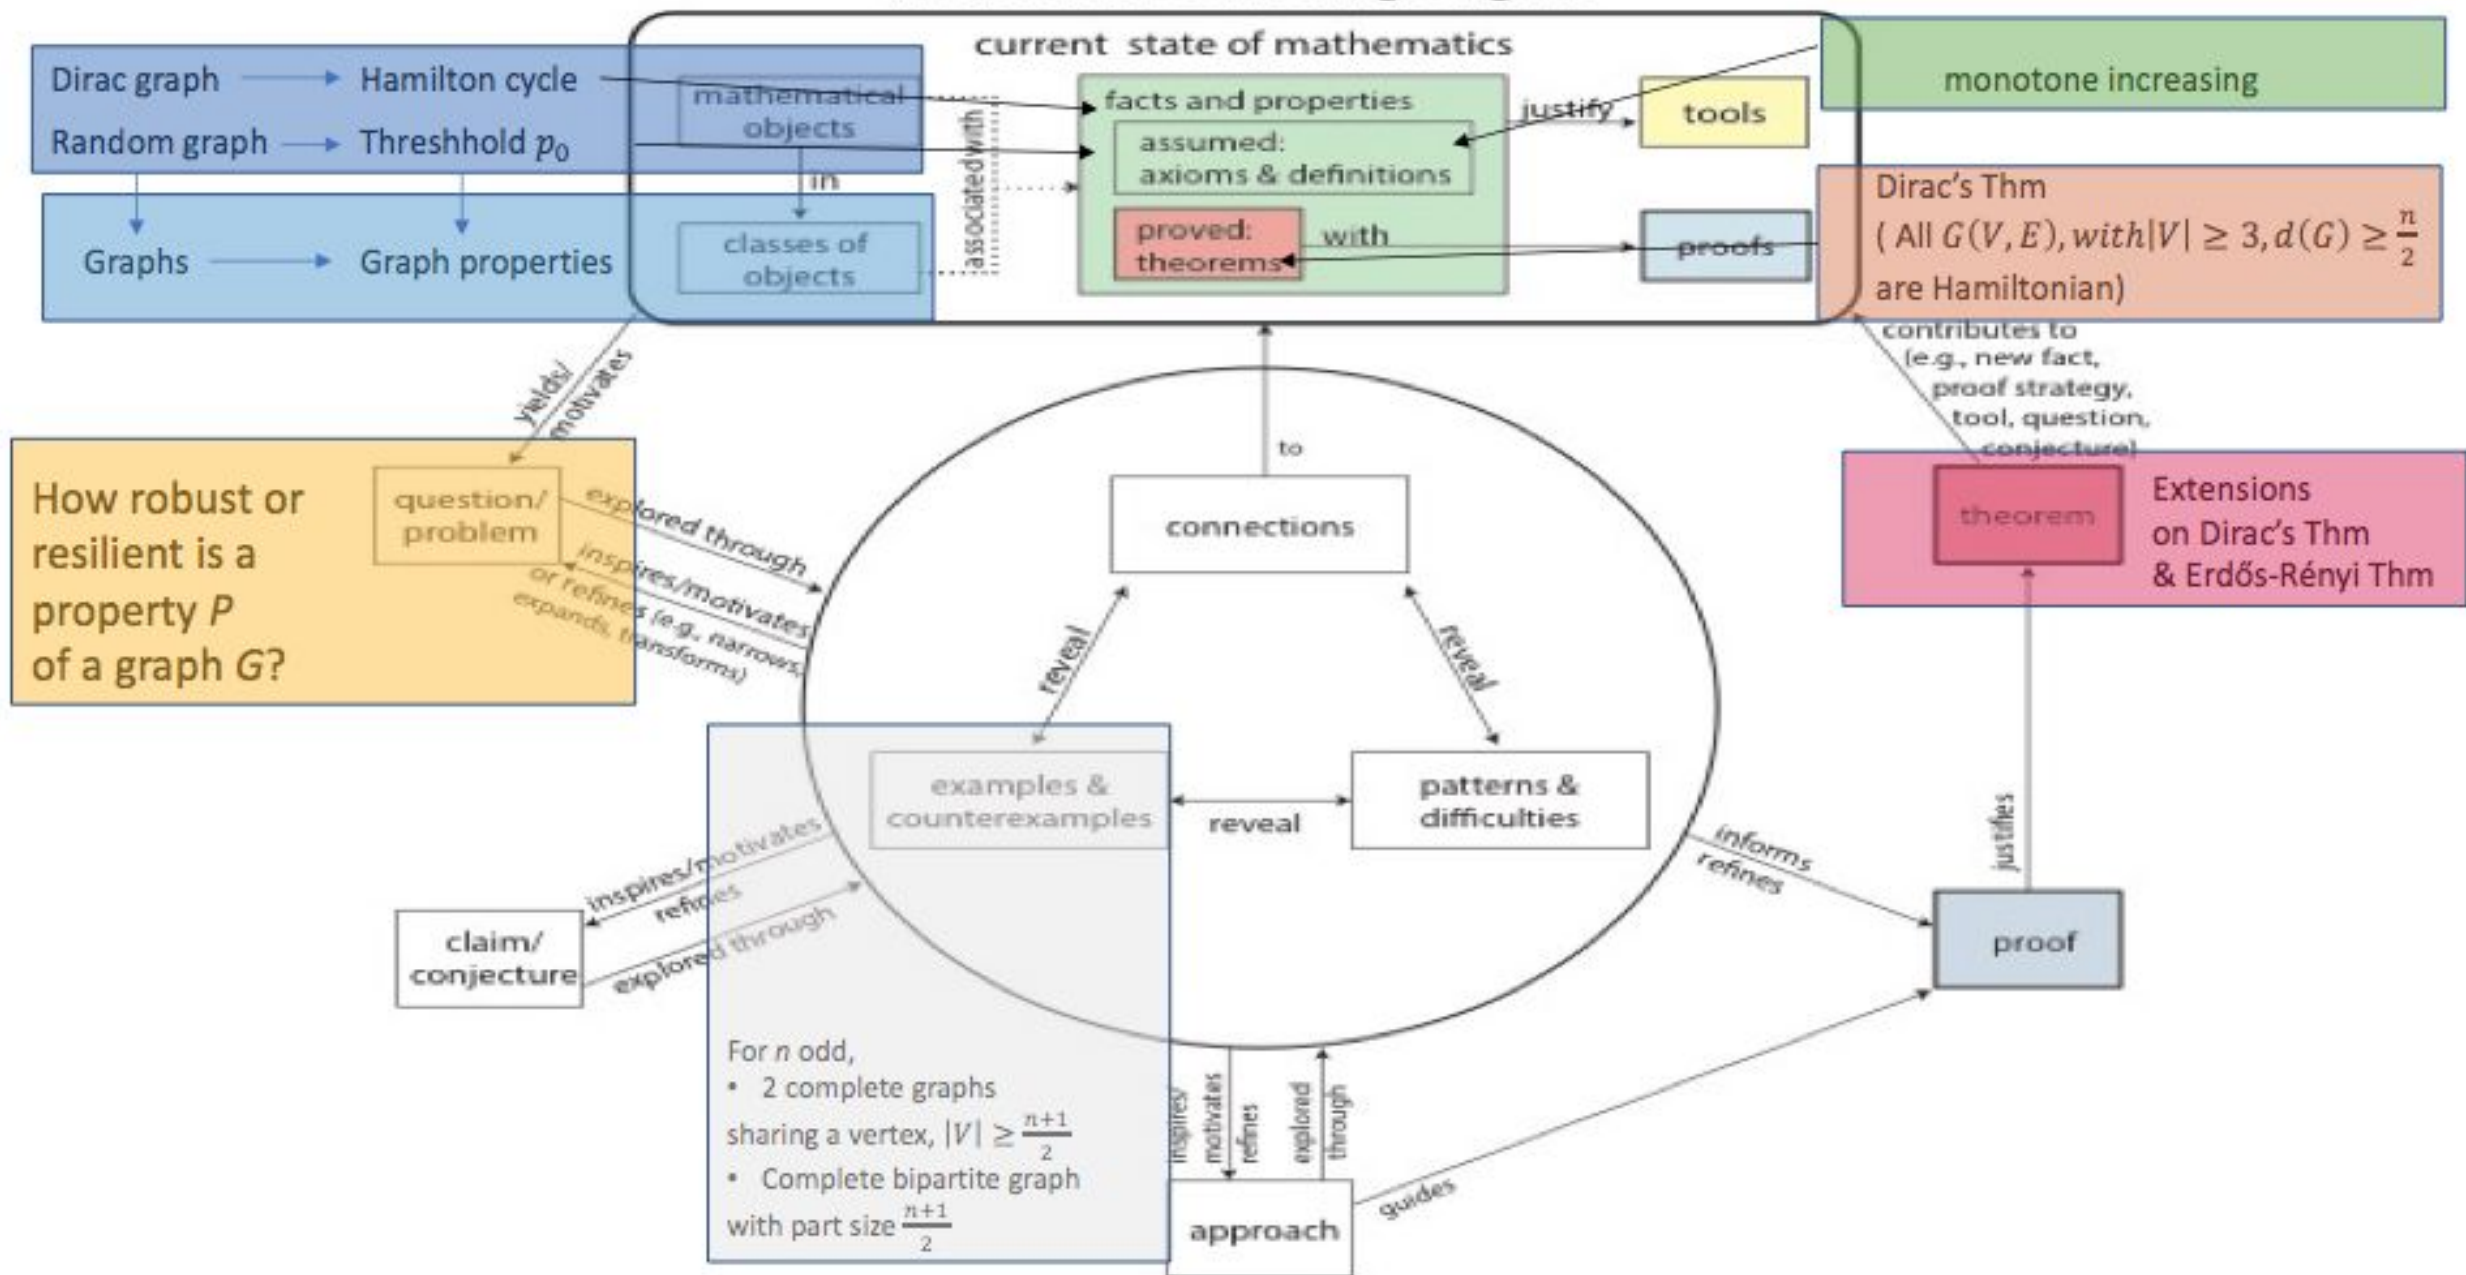 current state of mathematics
Dirac graph
Hamilton cycle
Random graph
Threshhold p₀
Graphs
Graph properties
mathematical
objects
in
classes of
objects
associated with
facts and properties
assumed:
axioms & definitions
proved:
theorems
with
justify
tools
proofs
monotone increasing
Dirac's Thm
( All G(V, E), with|V| ≥ 3, d(G) ≥ n/2
are Hamiltonian)
yields/
motivates
contributes to
(e.g., new fact,
proof strategy,
tool, question,
conjecture)
How robust or
resilient is a
property P
of a graph G?
question/
problem
explored through
inspires/motivates
or refines (e.g., narrows,
expands, transforms)
to
connections
reveal
reveal
theorem
Extensions
on Dirac's Thm
& Erdős-Rényi Thm
examples &
counterexamples
reveal
patterns &
difficulties
inspires/motivates
refines
explored through
claim/
conjecture
informs
refines
justifies
proof
For n odd,
• 2 complete graphs
sharing a vertex, |V| ≥ n+1/2
• Complete bipartite graph
with part size n+1/2
inspires/
motivates
refines
explored
through
approach
guides